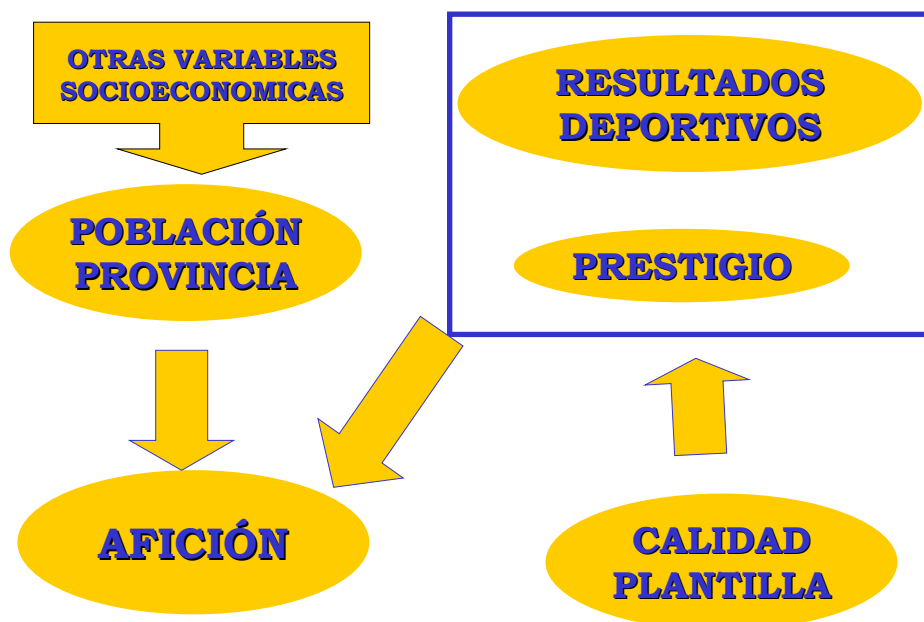 OTRAS VARIABLES
SOCIOECONOMICAS
RESULTADOS
DEPORTIVOS
POBLACIÓN
PROVINCIA
PRESTIGIO
AFICIÓN
CALIDAD
PLANTILLA